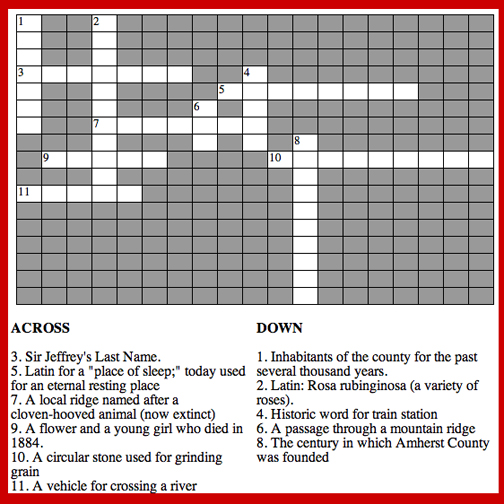 1
2
3
4
5
6
7
8
9
10
11
ACROSS
3. Sir Jeffrey's Last Name.
5. Latin for a "place of sleep;" today used
for an eternal resting place
7. A local ridge named after a
cloven-hooved animal (now extinct)
9. A flower and a young girl who died in
1884.
10. A circular stone used for grinding
grain
11. A vehicle for crossing a river
DOWN
1. Inhabitants of the county for the past
several thousand years.
2. Latin: Rosa rubinginosa (a variety of
roses).
4. Historic word for train station
6. A passage through a mountain ridge
8. The century in which Amherst County
was founded